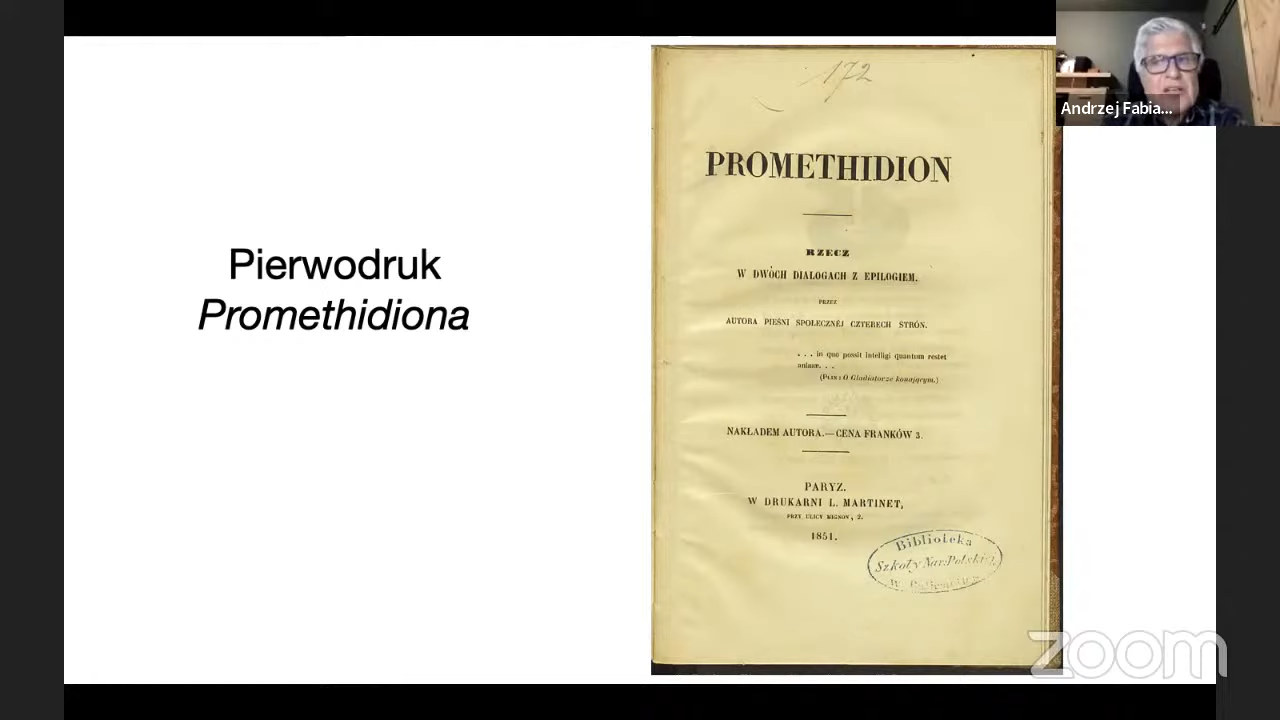 Pierwodruk
Promethidiona
172
PROMETHIDION
RZECZ
W DWÓCH DIALOGACH Z EPILOGIEM.
PRZEZ
AUTORA PIEŚNI SPOŁECZNÉJ CZTERECH STRÓN.
. . . in quo possit intelligi quantum restet
animæ. . .
O Gladiatorze konającym.)
NAKŁADEM AUTORA.—CENA FRANKÓW 3.
PARYZ.
W DRUKARNI L. MARTINET,
PRZY ULICY MIGNON, 2.
1851.
Biblioteka
Szkoły Nar. Polskiej
Andrzej Fabia...
zoom